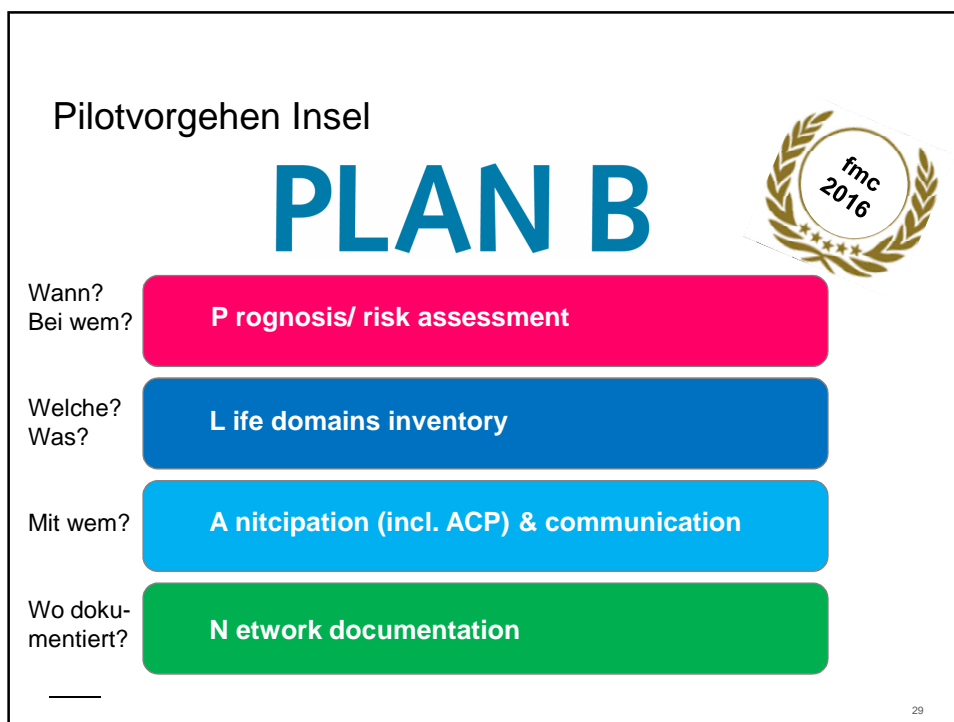 Pilotvorgehen Insel
PLAN B
fmc
2016
Wann?
Bei wem?
P rognosis/ risk assessment
Welche?
Was?
L ife domains inventory
Mit wem?
A nitcipation (incl. ACP) & communication
Wo doku-
mentiert?
N etwork documentation
29